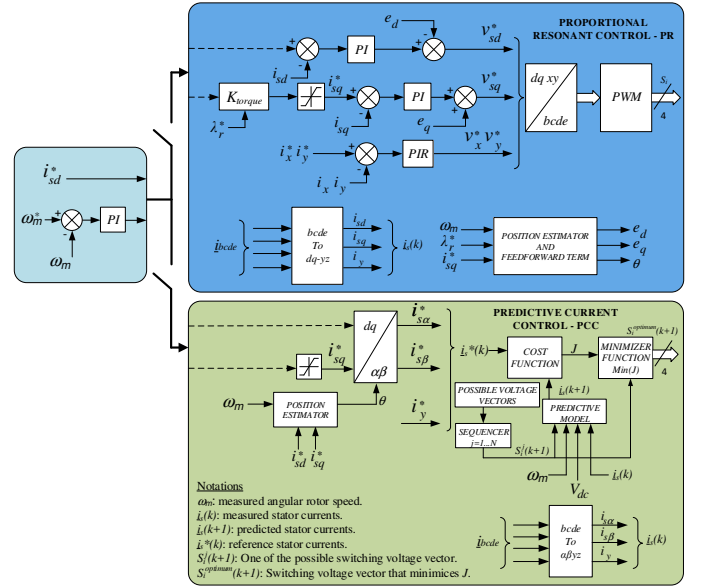 PROPORTIONAL
RESONANT CONTROL - PR
e_d
v*_sd
+
-
PI
+
-
i_sd
i*_sq
v*_sq
K_torque
+
-
PI
+
+
λ*_r
i_sq
e_q
dq xy
bcde
PWM
S_i
4
i*_x i*_y
+
-
PIR
v*_x v*_y
i_x i_y
i*_sd
ω*_m
+
-
PI
ω_m
i_bcde
bcde
To
dq-yz
i_sd
i_sq
i_y
i_s(k)
ω_m
λ*_r
i*_sq
POSITION ESTIMATOR
AND
FEEDFORWARD TERM
e_d
e_q
θ
PREDICTIVE CURRENT
CONTROL - PCC
dq
αβ
i*_sα
i*_sβ
i*_y
i*_sq
θ
ω_m
POSITION
ESTIMATOR
i*_sd i*_sq
i_s*(k)
COST
FUNCTION
J
MINIMIZER
FUNCTION
Min(J)
S_i^optimum(k+1)
4
POSSIBLE VOLTAGE
VECTORS
i_s(k+1)
SEQUENCER
j=1...N
PREDICTIVE
MODEL
S_i^j(k+1)
ω_m
V_dc
i_s(k)
Notations
ω_m: measured angular rotor speed.
i_s(k): measured stator currents.
i_s(k+1): predicted stator currents.
i_s*(k): reference stator currents.
S_i^j(k+1): One of the possible switching voltage vector.
S_i^optimum(k+1): Switching voltage vector that minimices J.
i_bcde
bcde
To
αβyz
i_sα
i_sβ
i_y
i_s(k)